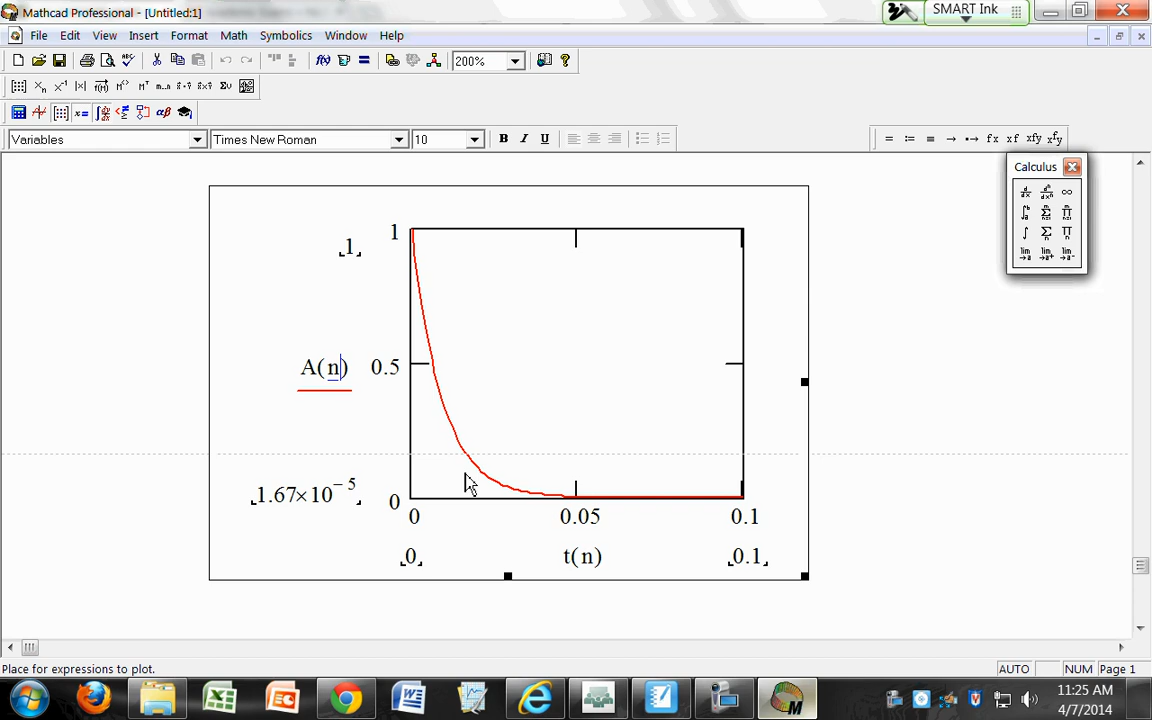 Mathcad Professional - [Untitled:1]
SMART Ink
File Edit View Insert Format Math Symbolics Window Help
200%
Variables Times New Roman 10 B I U
Calculus
1
1
A(n)
0.5
1.67×10⁻⁵
0
0 0.05 0.1
0 t(n) 0.1
Place for expressions to plot.
AUTO NUM Page 1
11:25 AM
4/7/2014